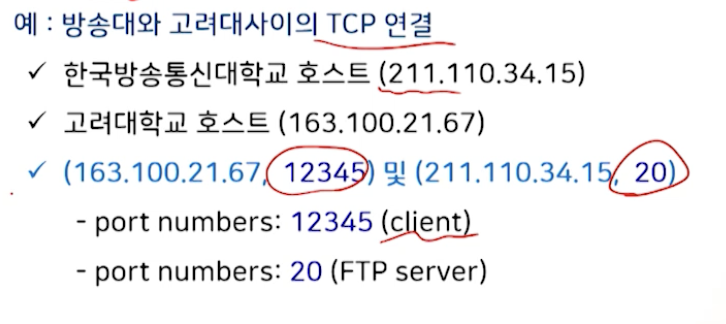 예 : 방송대와 고려대사이의 TCP 연결
✓ 한국방송통신대학교 호스트 (211.110.34.15)
✓ 고려대학교 호스트 (163.100.21.67)
✓ (163.100.21.67, 12345) 및 (211.110.34.15, 20)
- port numbers: 12345 (client)
- port numbers: 20 (FTP server)